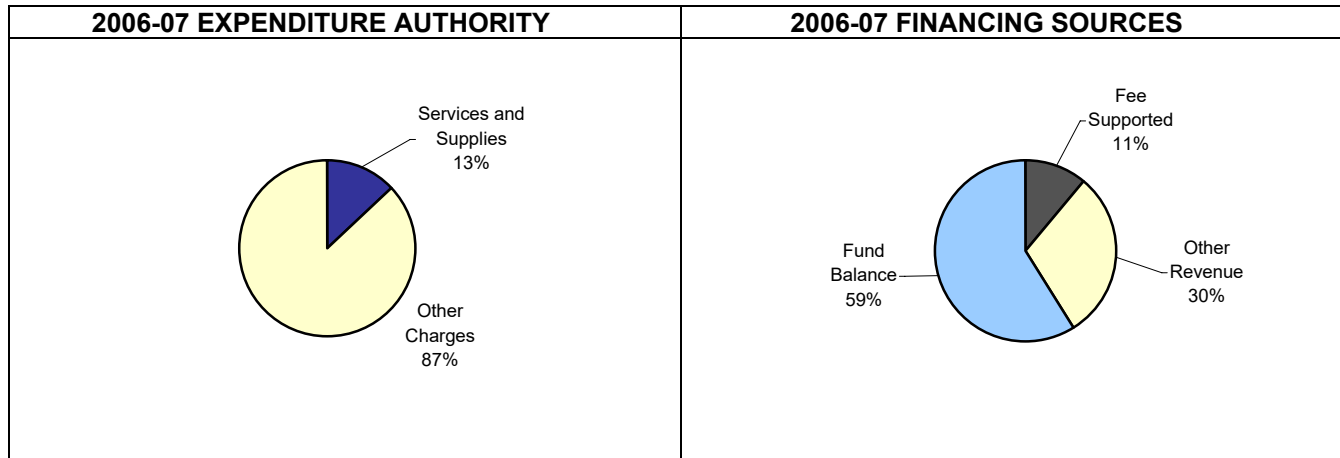 2006-07 EXPENDITURE AUTHORITY
2006-07 FINANCING SOURCES
Services and
Supplies
13%
Other
Charges
87%
Fee
Supported
11%
Other
Revenue
30%
Fund
Balance
59%